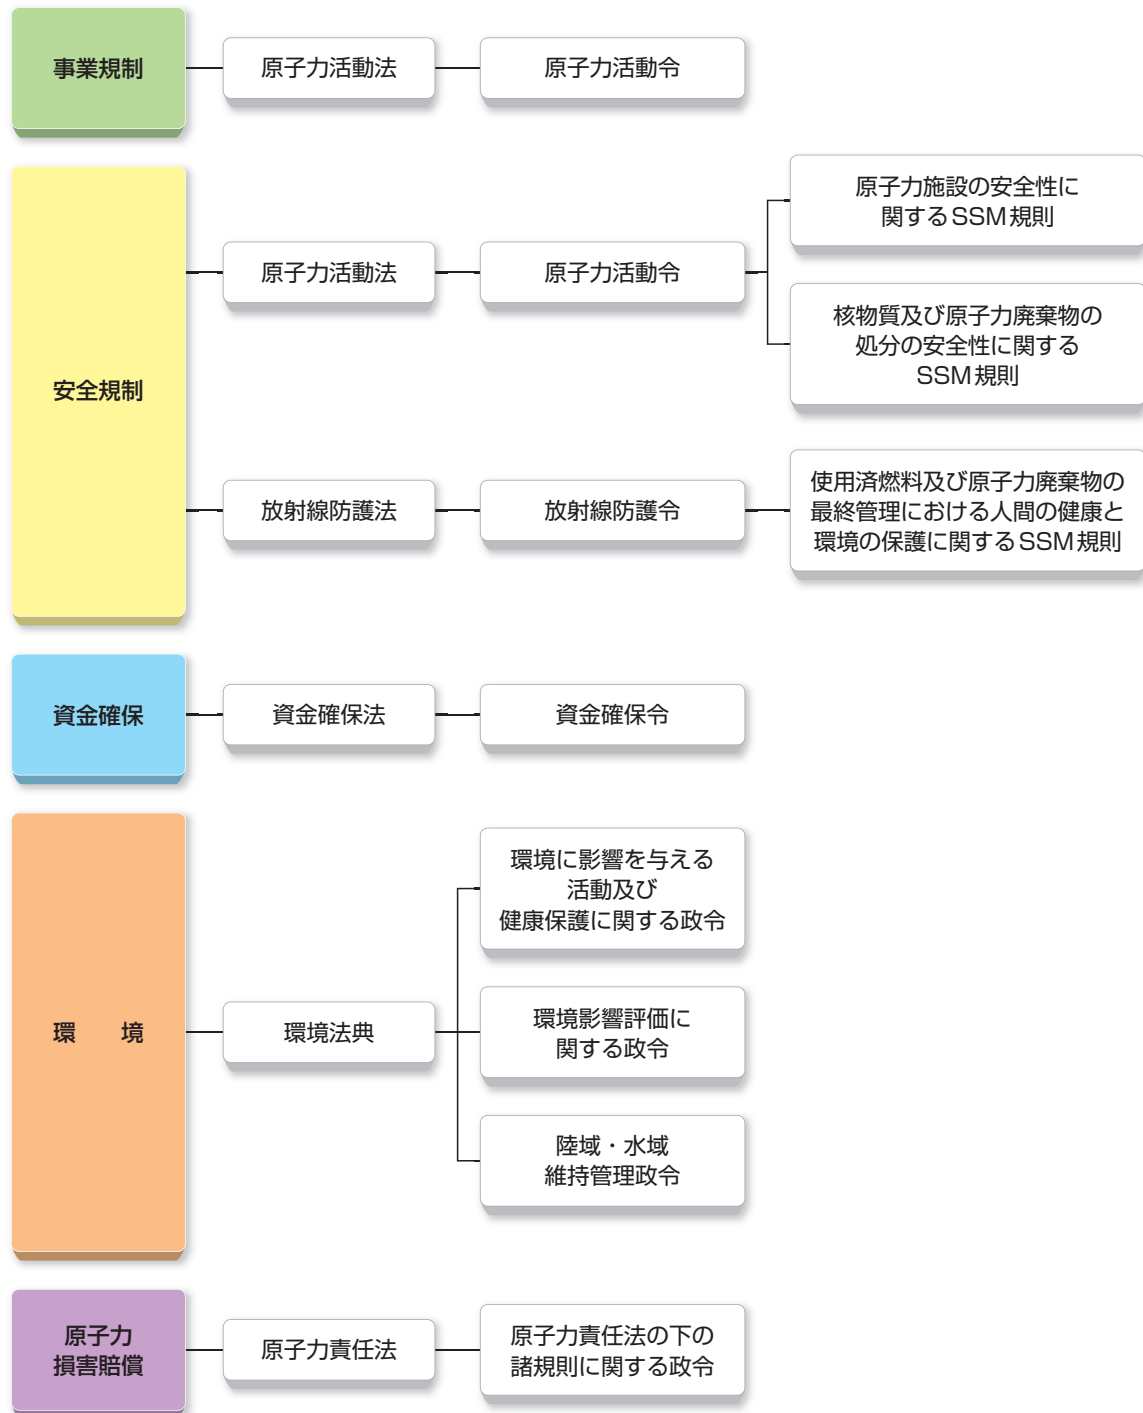 事業規制
原子力活動法
原子力活動令
安全規制
原子力活動法
原子力活動令
原子力施設の安全性に
関するSSM規則
核物質及び原子力廃棄物の
処分の安全性に関する
SSM規則
放射線防護法
放射線防護令
使用済燃料及び原子力廃棄物の
最終管理における人間の健康と
環境の保護に関するSSM規則
資金確保
資金確保法
資金確保令
環　境
環境法典
環境に影響を与える
活動及び
健康保護に関する政令
環境影響評価に
関する政令
陸域・水域
維持管理政令
原子力
損害賠償
原子力責任法
原子力責任法の下の
諸規則に関する政令